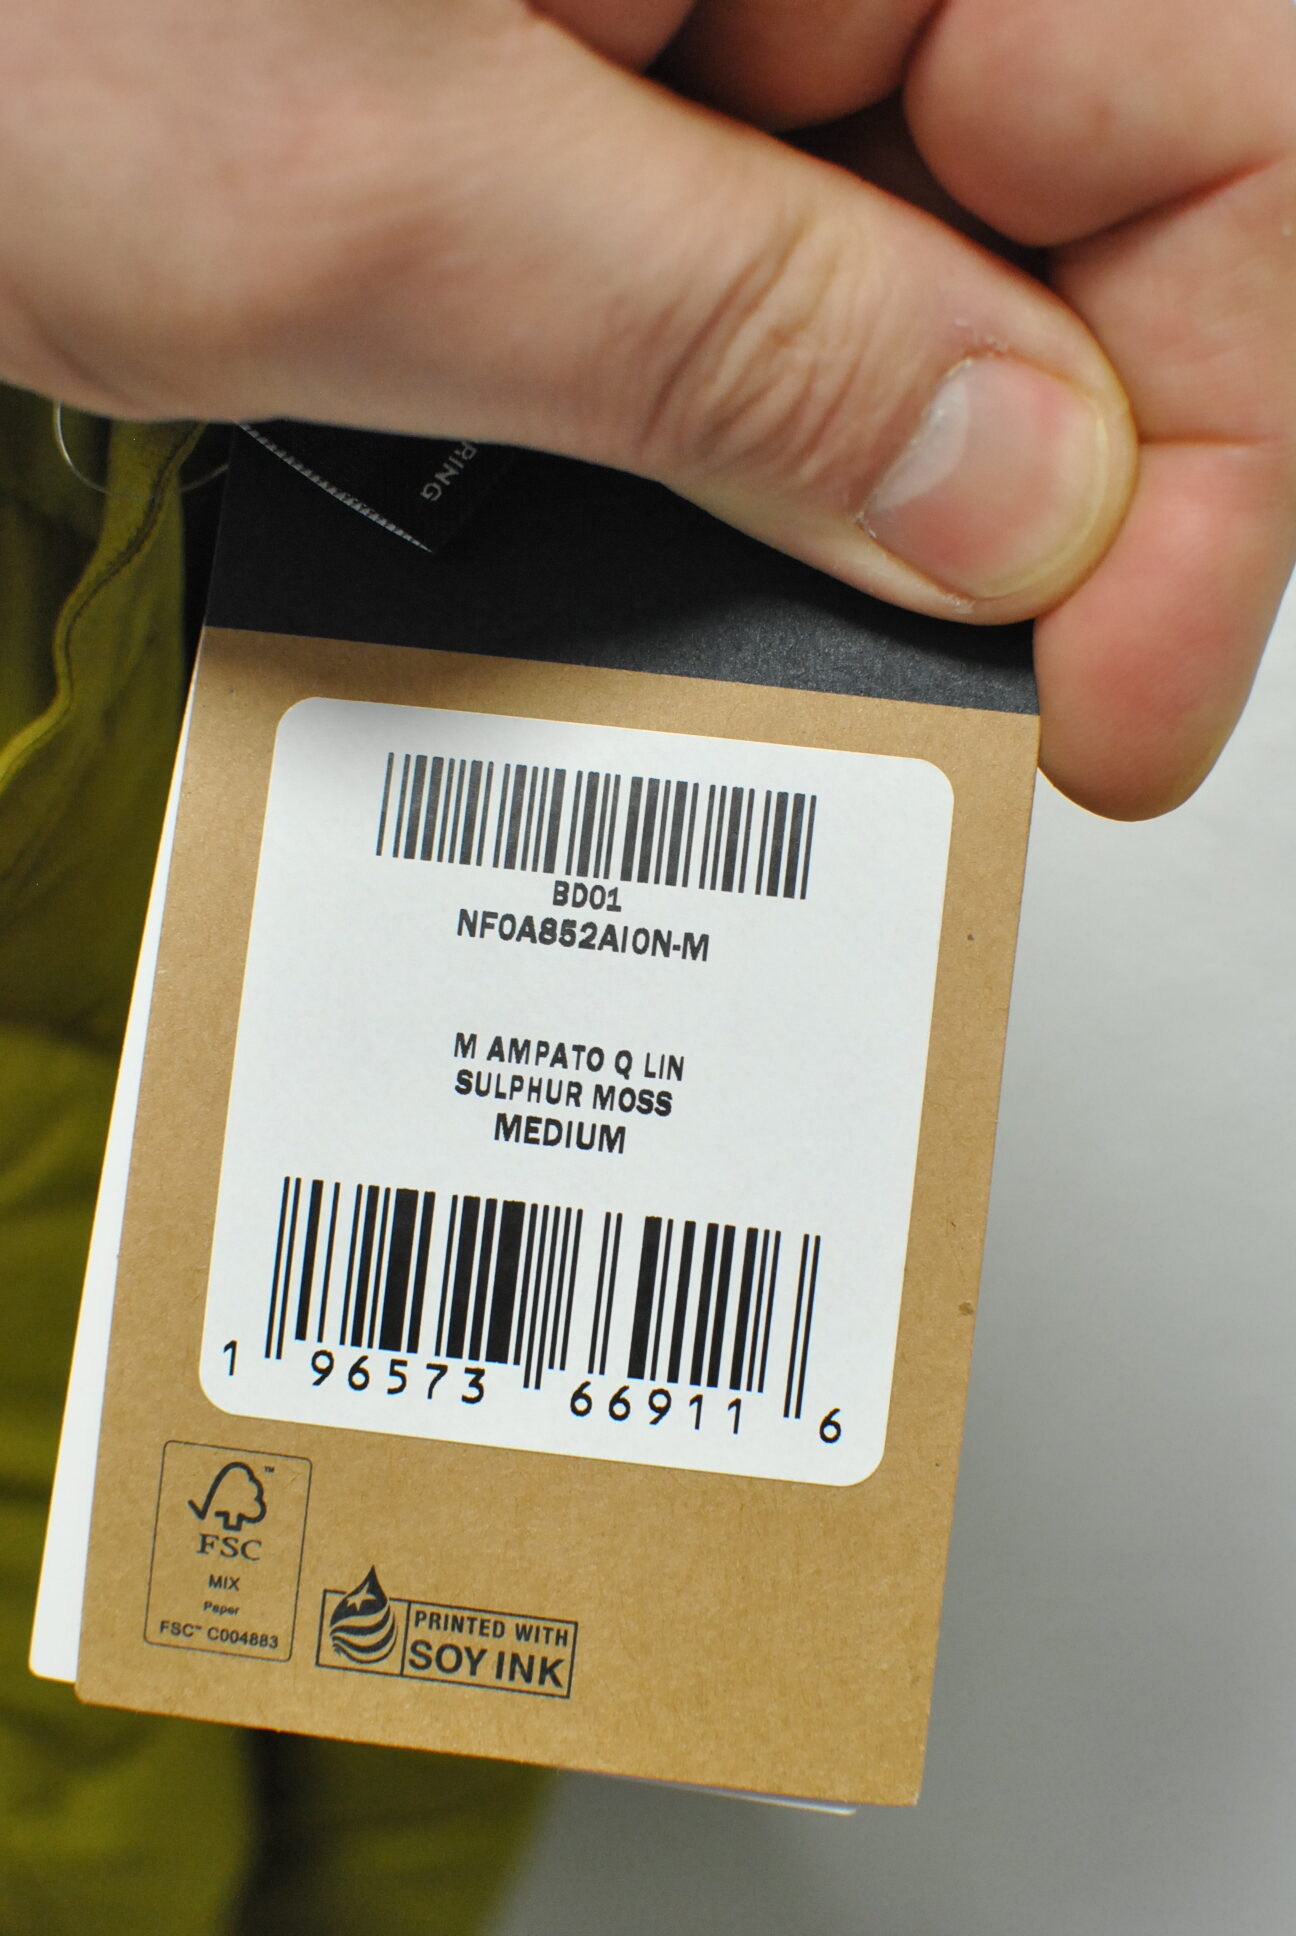 RING
BD01
NF0A852AI0N-M
M AMPATO Q LIN
SULPHUR MOSS
MEDIUM
1 96573 66911 6
FSC
MIX
Paper
FSC™ C004883
PRINTED WITH
SOY INK